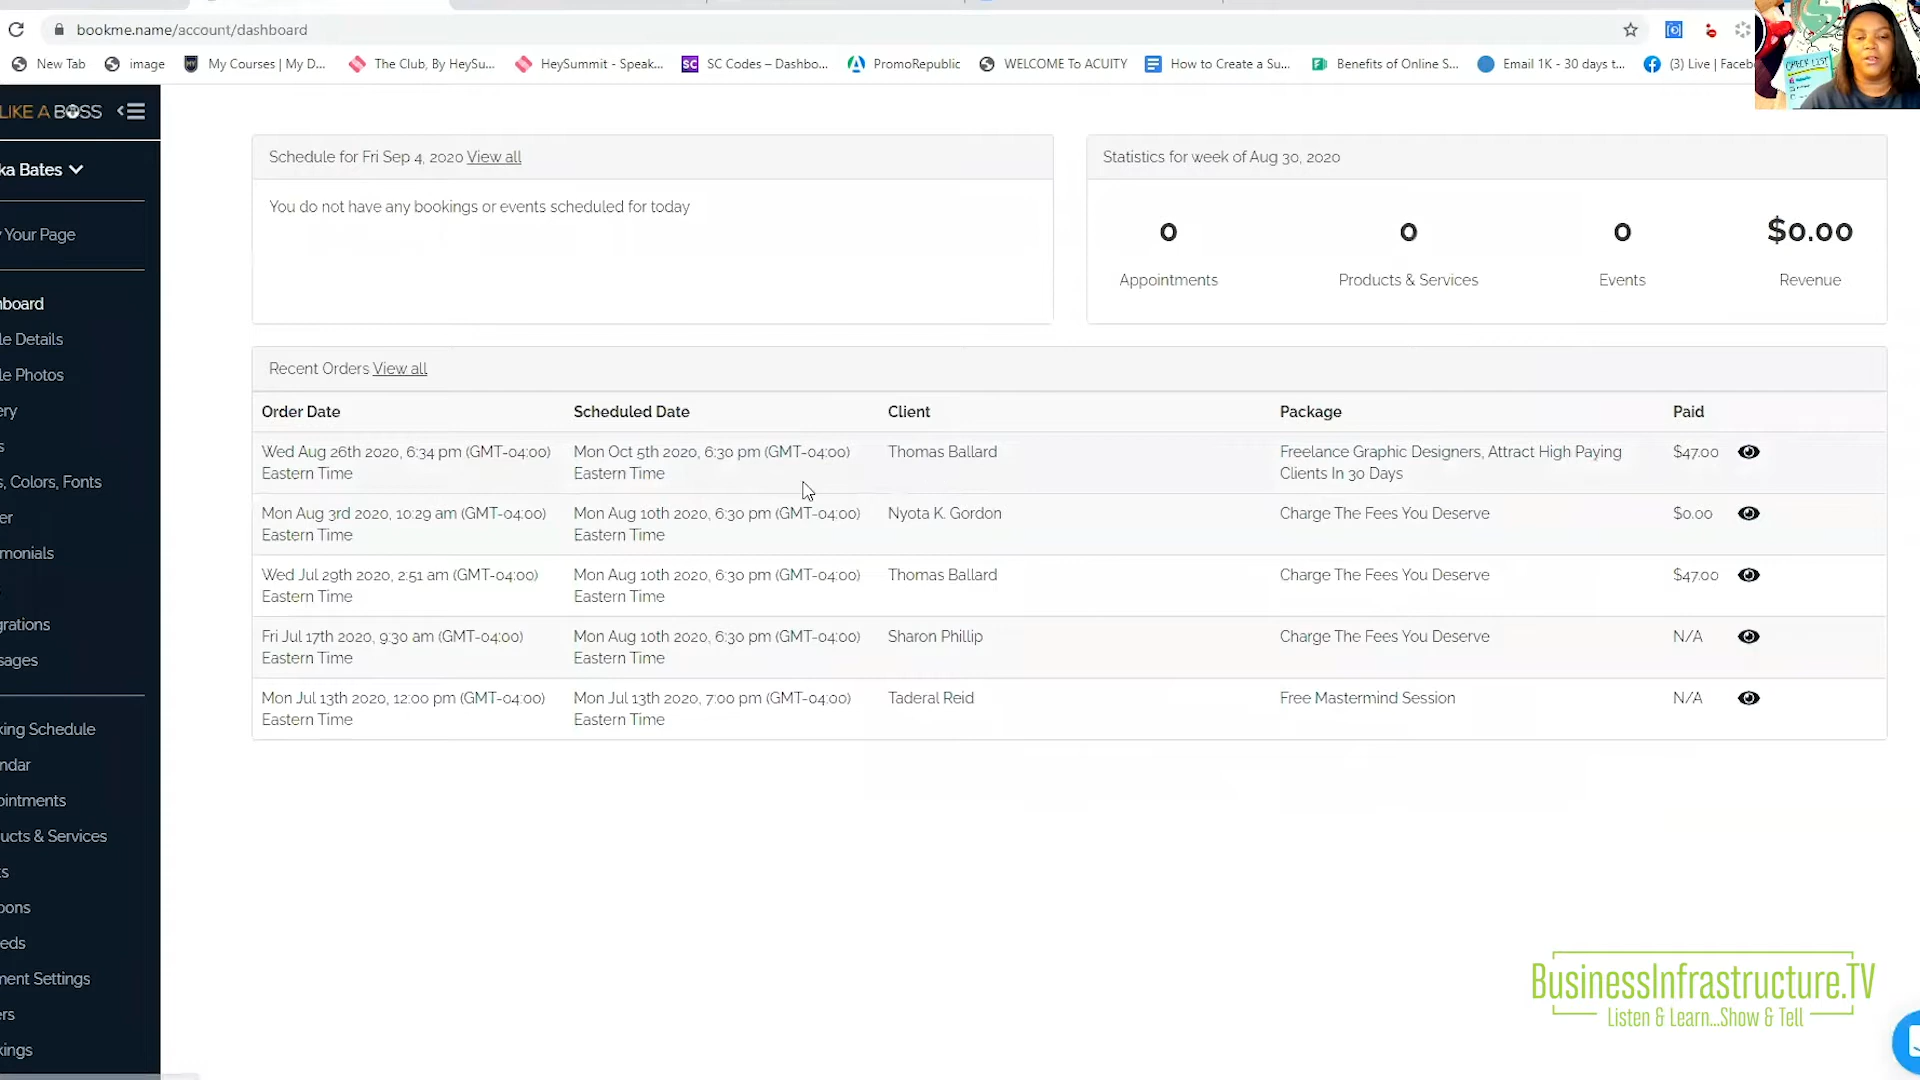 bookme.name/account/dashboard
New Tab
image
My Courses | My D...
The Club, By HeySu...
HeySummit - Speak...
SC
SC Codes – Dashbo...
PromoRepublic
WELCOME To ACUITY
How to Create a Su...
Benefits of Online S...
Email 1K - 30 days t...
(3) Live | Faceb
CHECK LIST
LIKE A BOSS
ka Bates
Your Page
board
le Details
le Photos
ery
s
s, Colors, Fonts
er
monials
grations
sages
king Schedule
ndar
ointments
ucts & Services
ts
pons
eds
ment Settings
ers
kings
Schedule for Fri Sep 4, 2020 View all
You do not have any bookings or events scheduled for today
Statistics for week of Aug 30, 2020
0 0 0 $0.00
Appointments Products & Services Events Revenue
Recent Orders View all
Order Date Scheduled Date Client Package Paid
Wed Aug 26th 2020, 6:34 pm (GMT-04:00) Mon Oct 5th 2020, 6:30 pm (GMT-04:00) Thomas Ballard Freelance Graphic Designers, Attract High Paying $47.00
Eastern Time Eastern Time Clients In 30 Days
Mon Aug 3rd 2020, 10:29 am (GMT-04:00) Mon Aug 10th 2020, 6:30 pm (GMT-04:00) Nyota K. Gordon Charge The Fees You Deserve $0.00
Eastern Time Eastern Time
Wed Jul 29th 2020, 2:51 am (GMT-04:00) Mon Aug 10th 2020, 6:30 pm (GMT-04:00) Thomas Ballard Charge The Fees You Deserve $47.00
Eastern Time Eastern Time
Fri Jul 17th 2020, 9:30 am (GMT-04:00) Mon Aug 10th 2020, 6:30 pm (GMT-04:00) Sharon Phillip Charge The Fees You Deserve N/A
Eastern Time Eastern Time
Mon Jul 13th 2020, 12:00 pm (GMT-04:00) Mon Jul 13th 2020, 7:00 pm (GMT-04:00) Taderal Reid Free Mastermind Session N/A
Eastern Time Eastern Time
BusinessInfrastructure.TV
Listen & Learn...Show & Tell